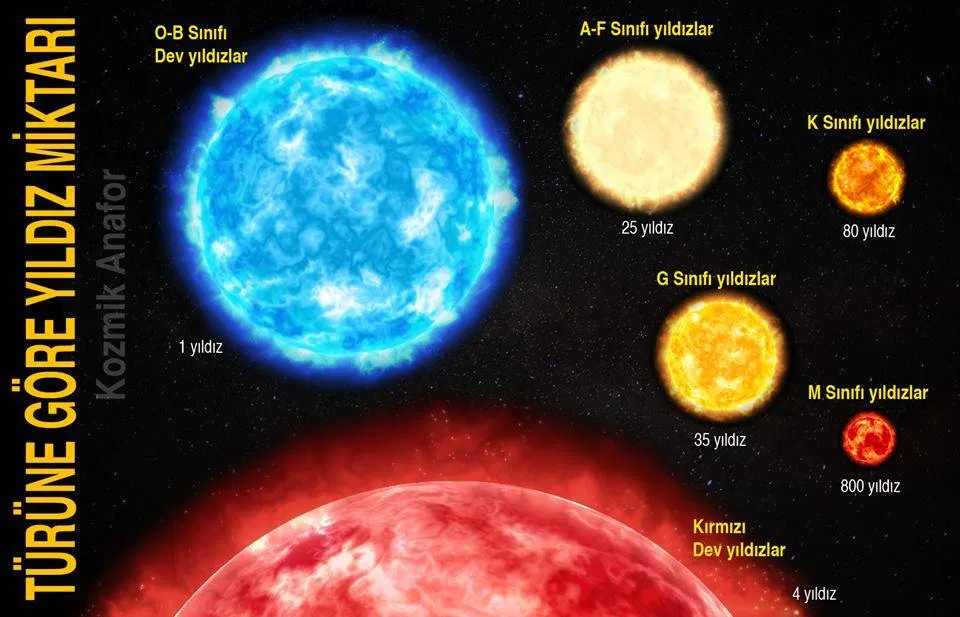 TÜRÜNE GÖRE YILDIZ MİKTARI
Kozmik Anafor
O-B Sınıfı
Dev yıldızlar
1 yıldız
A-F Sınıfı yıldızlar
25 yıldız
K Sınıfı yıldızlar
80 yıldız
G Sınıfı yıldızlar
35 yıldız
M Sınıfı yıldızlar
800 yıldız
Kırmızı
Dev yıldızlar
4 yıldız